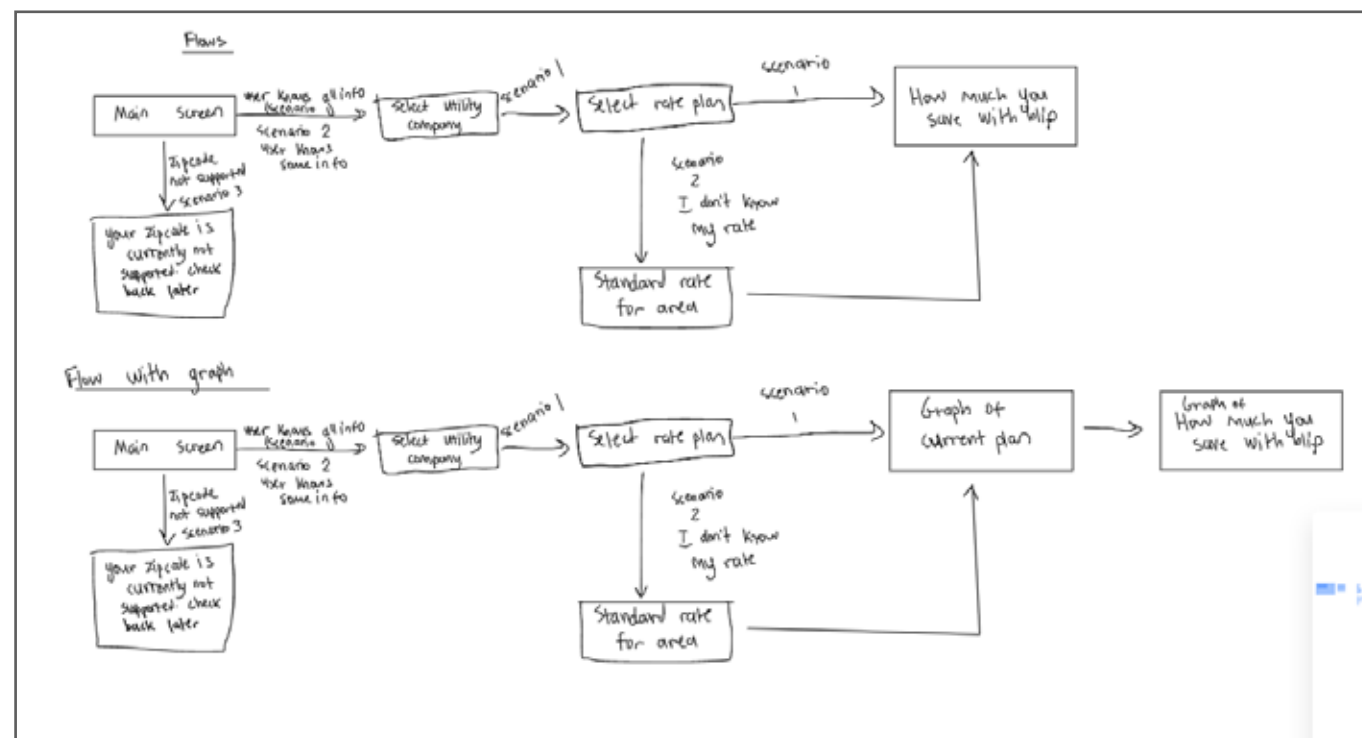 Flows
Main Screen
user knows all info
scenario 1
scenario 2
user knows
some info
Select utility
company
scenario 1
Select rate plan
scenario
1
How much you
save with blip
Zipcode
not supported
scenario 3
your zipcode is
currently not
supported. check
back later
scenario
2
I don't know
my rate
Standard rate
for area
Flow with graph
Main Screen
user knows all info
scenario
scenario 2
user knows
some info
Select utility
company
scenario 1
Select rate plan
scenario
1
Graph of
current plan
Graph of
How much you
save with blip
Zipcode
not supported
scenario 3
your zipcode is
currently not
supported. check
back later
scenario
2
I don't know
my rate
Standard rate
for area